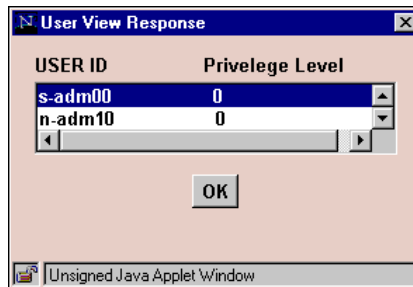 User View Response
USER ID Privelege Level
s-adm00 0
n-adm10 0
OK
Unsigned Java Applet Window